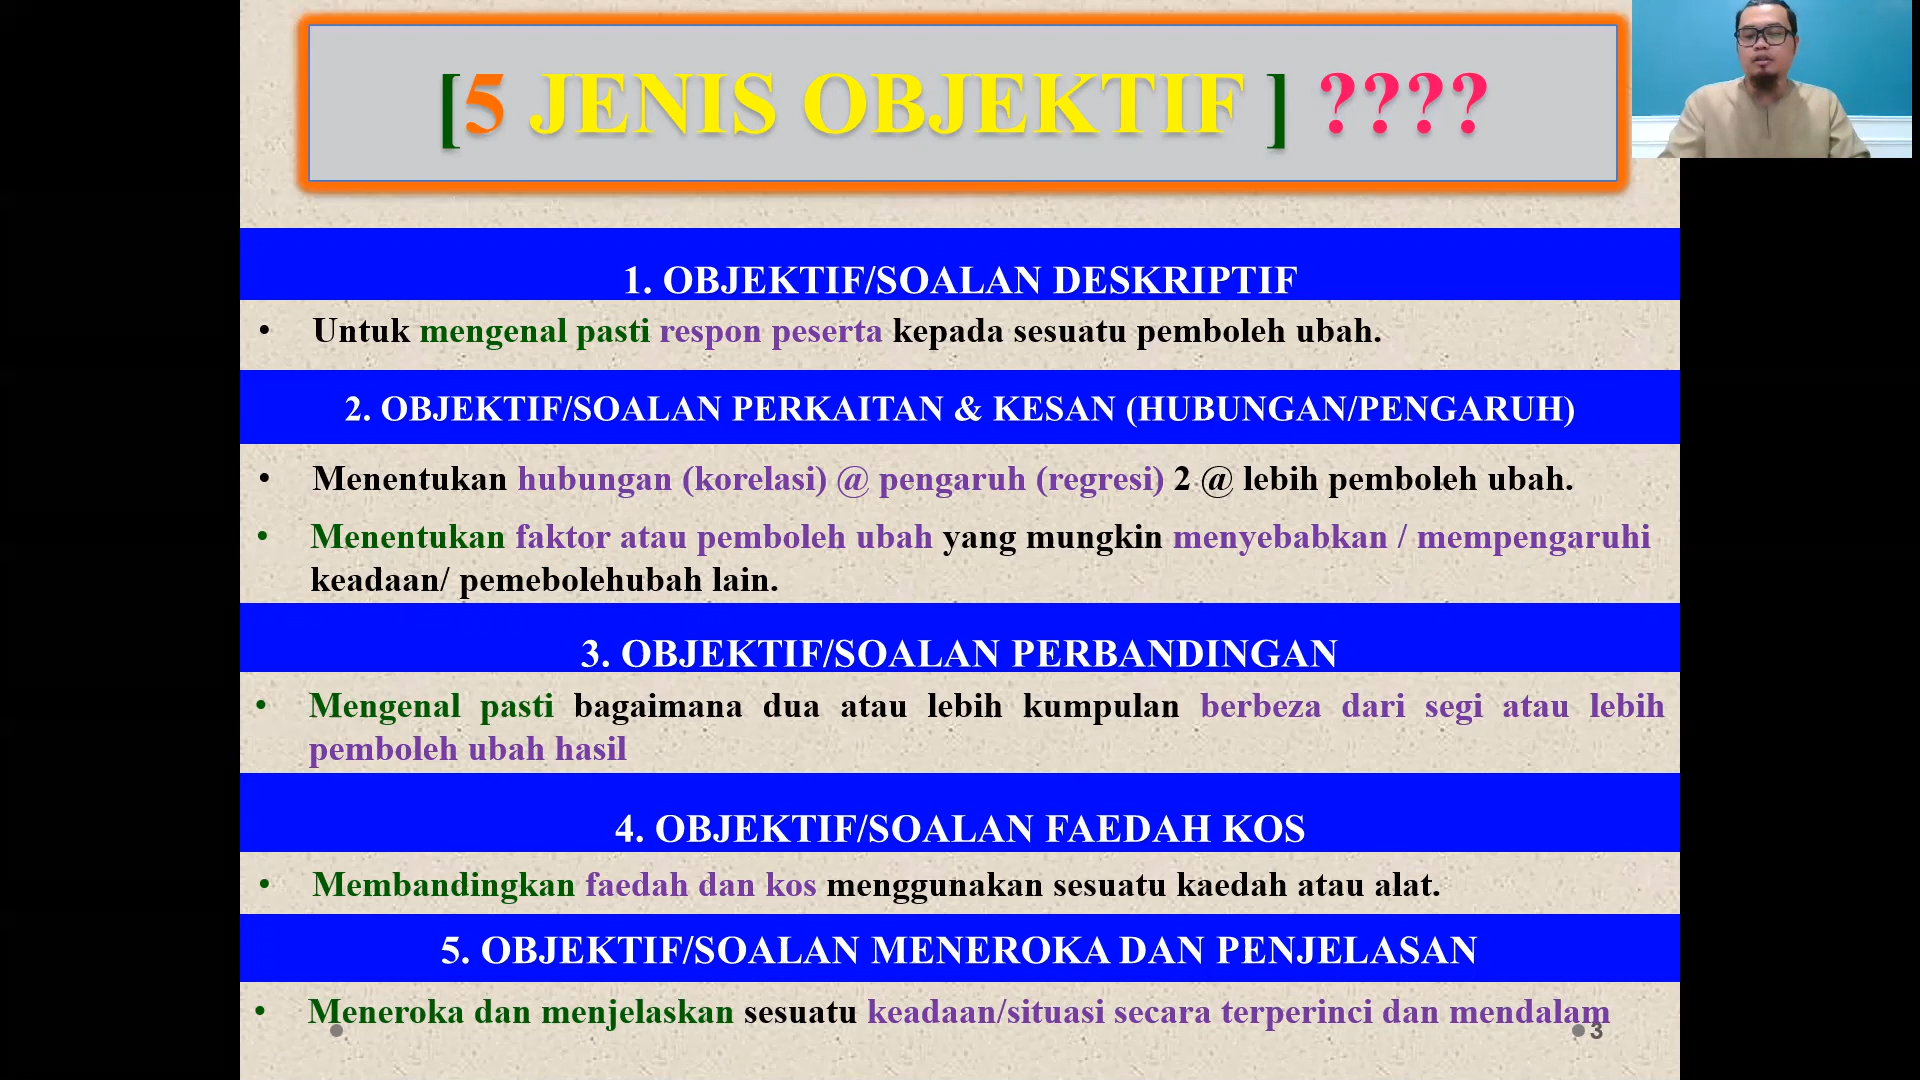 [5 JENIS OBJEKTIF ] ????
1. OBJEKTIF/SOALAN DESKRIPTIF
• Untuk mengenal pasti respon peserta kepada sesuatu pemboleh ubah.
2. OBJEKTIF/SOALAN PERKAITAN & KESAN (HUBUNGAN/PENGARUH)
• Menentukan hubungan (korelasi) @ pengaruh (regresi) 2 @ lebih pemboleh ubah.
• Menentukan faktor atau pemboleh ubah yang mungkin menyebabkan / mempengaruhi
keadaan/ pemebolehubah lain.
3. OBJEKTIF/SOALAN PERBANDINGAN
• Mengenal pasti bagaimana dua atau lebih kumpulan berbeza dari segi atau lebih
pemboleh ubah hasil
4. OBJEKTIF/SOALAN FAEDAH KOS
• Membandingkan faedah dan kos menggunakan sesuatu kaedah atau alat.
5. OBJEKTIF/SOALAN MENEROKA DAN PENJELASAN
• Meneroka dan menjelaskan sesuatu keadaan/situasi secara terperinci dan mendalam
3